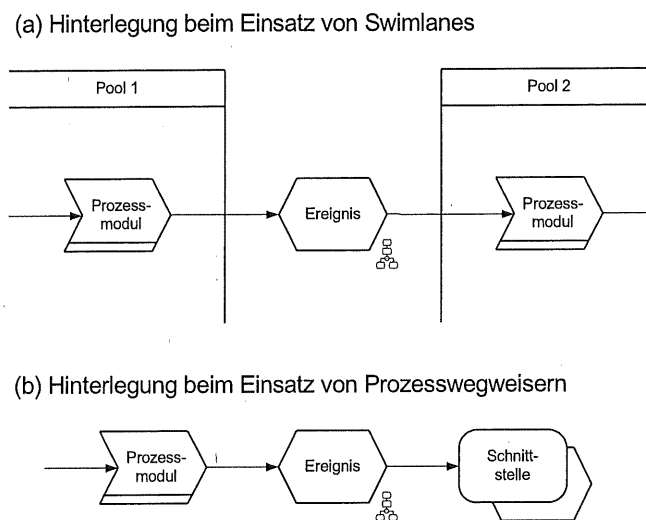 (a) Hinterlegung beim Einsatz von Swimlanes
Pool 1
Pool 2
Prozess-
modul
Ereignis
Prozess-
modul
(b) Hinterlegung beim Einsatz von Prozesswegweisern
Prozess-
modul
Ereignis
Schnitt-
stelle